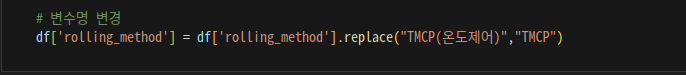 # 변수명 변경
df['rolling_method'] = df['rolling_method'].replace("TMCP(온도제어)","TMCP")